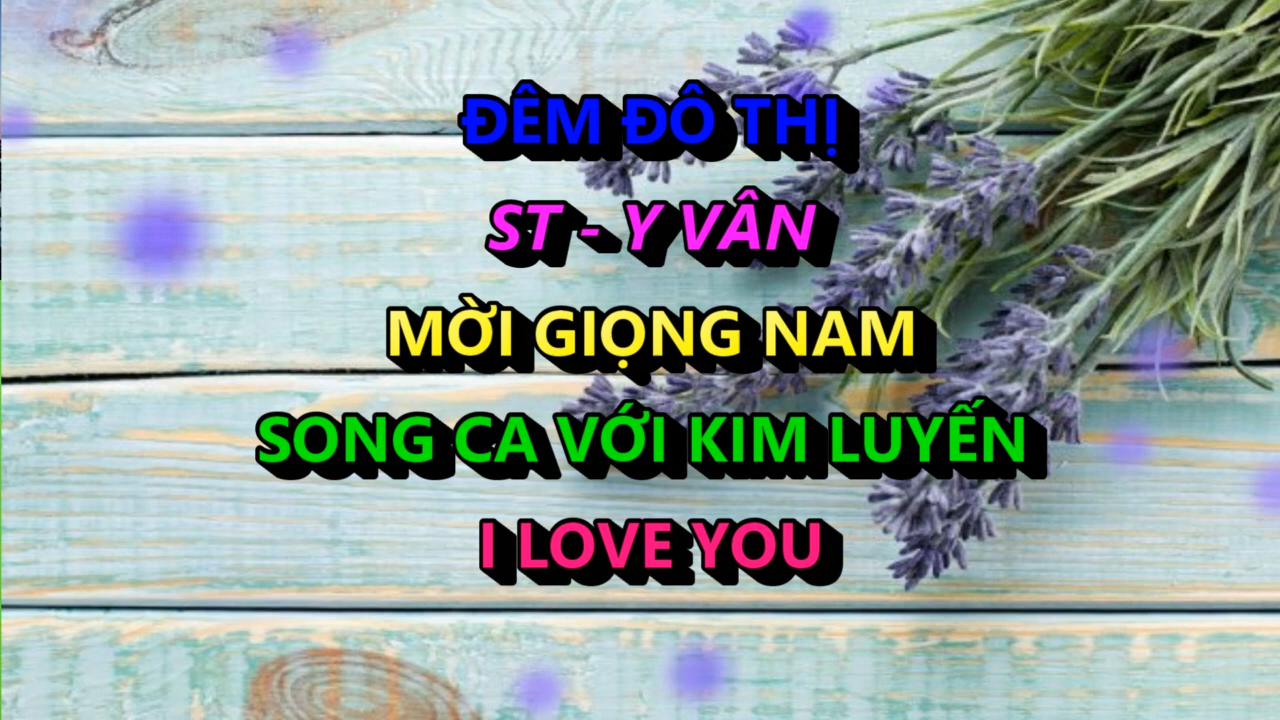 ĐÊM ĐÔ THỊ
ST - Y VÂN
MỜI GIỌNG NAM
SONG CA VỚI KIM LUYẾN
I LOVE YOU